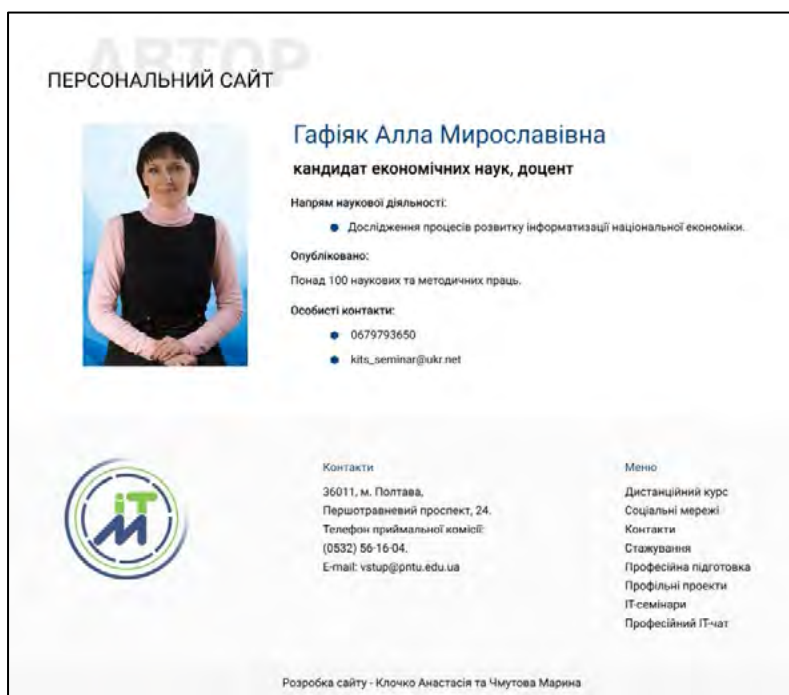 АВТОР
ПЕРСОНАЛЬНИЙ САЙТ
Гафіяк Алла Мирославівна
кандидат економічних наук, доцент
Напрям наукової діяльності:
Дослідження процесів розвитку інформатизації національної економіки.
Опубліковано:
Понад 100 наукових та методичних праць.
Особисті контакти:
0679793650
kits_seminar@ukr.net
iTM
Контакти
36011, м. Полтава,
Першотравневий проспект, 24.
Телефон приймальної комісії:
(0532) 56-16-04.
E-mail: vstup@pntu.edu.ua
Меню
Дистанційний курс
Соціальні мережі
Контакти
Стажування
Професійна підготовка
Профільні проекти
ІТ-семінари
Професійний ІТ-чат
Розробка сайту - Клочко Анастасія та Чмутова Марина